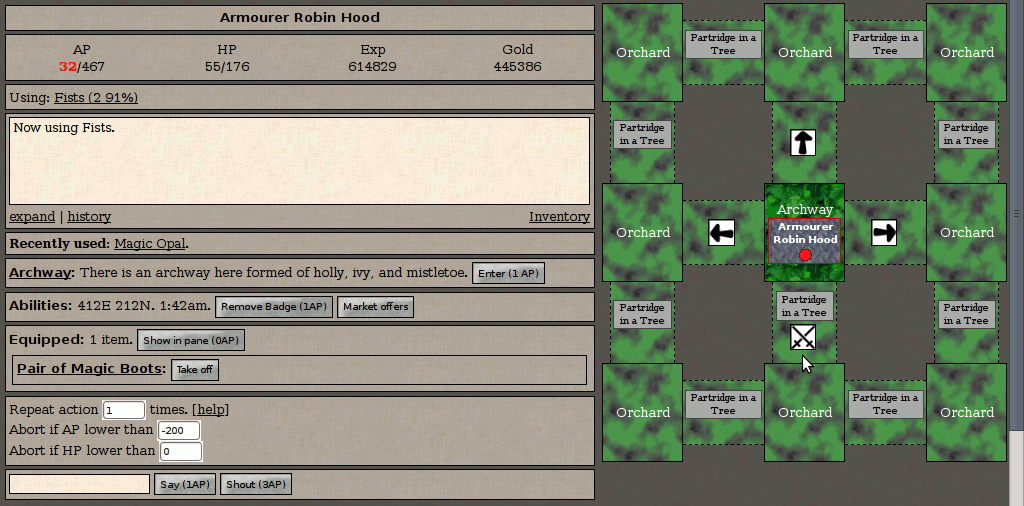 Armourer Robin Hood
AP HP Exp Gold
32/467 55/176 614829 445386
Using: Fists (2 91%)
Now using Fists.
expand | history Inventory
Recently used: Magic Opal.
Archway: There is an archway here formed of holly, ivy, and mistletoe. Enter (1 AP)
Abilities: 412E 212N. 1:42am. Remove Badge (1AP) Market offers
Equipped: 1 item. Show in pane (0AP)
Pair of Magic Boots: Take off
Repeat action 1 times. [help]
Abort if AP lower than -200
Abort if HP lower than 0
Say (1AP) Shout (3AP)
Orchard
Partridge in a
Tree
Orchard
Partridge in a
Tree
Orchard
Partridge
in a Tree
Partridge
in a Tree
Orchard
Archway
Armourer
Robin Hood
Orchard
Partridge
in a Tree
Partridge
in a Tree
Partridge
in a Tree
Orchard
Partridge in a
Tree
Orchard
Partridge in a
Tree
Orchard